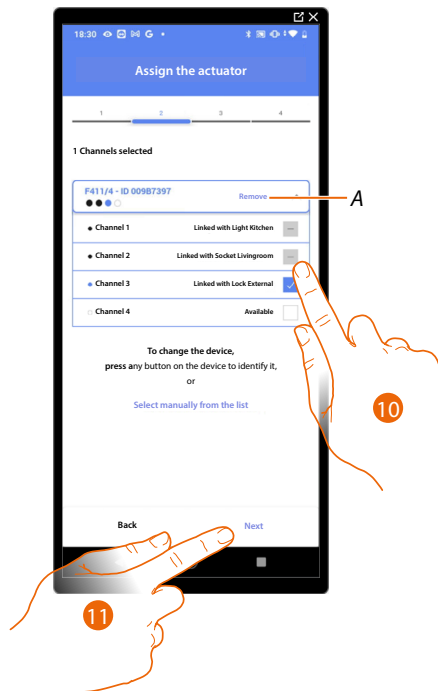 18:30 G
Assign the actuator
1 2 3 4
1 Channels selected
F411/4 - ID 009B7397
Remove
A
Channel 1 Linked with Light Kitchen
Channel 2 Linked with Socket Livingroom
Channel 3 Linked with Lock External
Channel 4 Available
To change the device,
press any button on the device to identify it,
or
Select manually from the list
10
Back Next
11